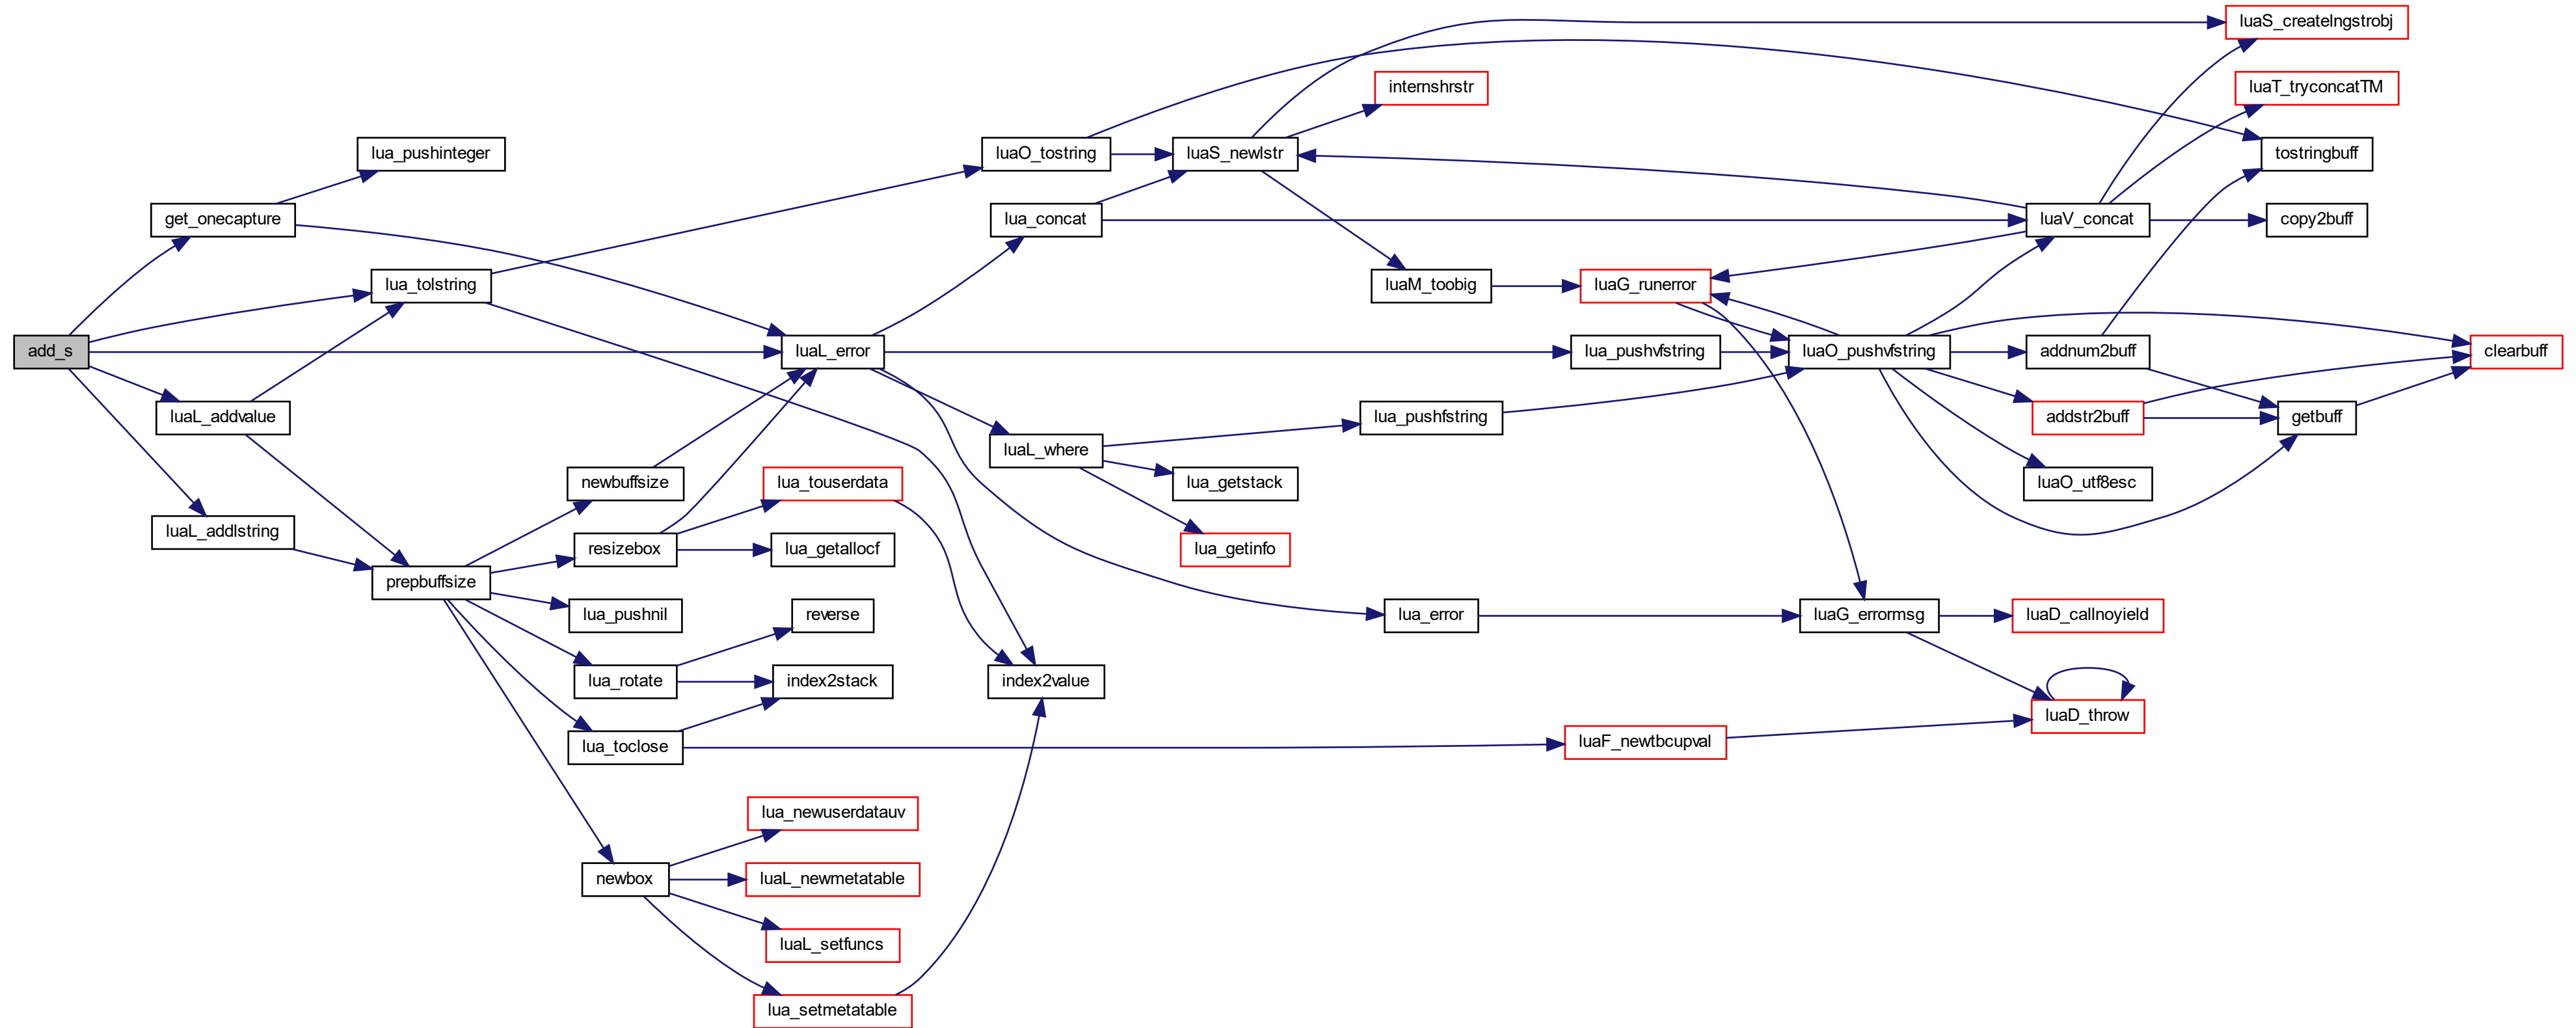 add_s
get_onecapture
lua_pushinteger
lua_tolstring
luaL_addvalue
luaL_addlstring
prepbuffsize
newbuffsize
resizebox
lua_pushnil
lua_rotate
lua_toclose
newbox
luaL_error
lua_touserdata
lua_getallocf
reverse
index2stack
lua_newuserdatauv
luaL_newmetatable
luaL_setfuncs
lua_setmetatable
luaO_tostring
lua_concat
luaL_where
index2value
luaS_newlstr
lua_getstack
lua_getinfo
internshrstr
luaM_toobig
lua_pushfstring
lua_error
luaG_runerror
lua_pushvfstring
luaF_newtbcupval
luaO_pushvfstring
luaG_errormsg
luaV_concat
addnum2buff
addstr2buff
luaO_utf8esc
luaD_callnoyield
luaD_throw
luaS_createlngstrobj
luaT_tryconcatTM
tostringbuff
copy2buff
getbuff
clearbuff